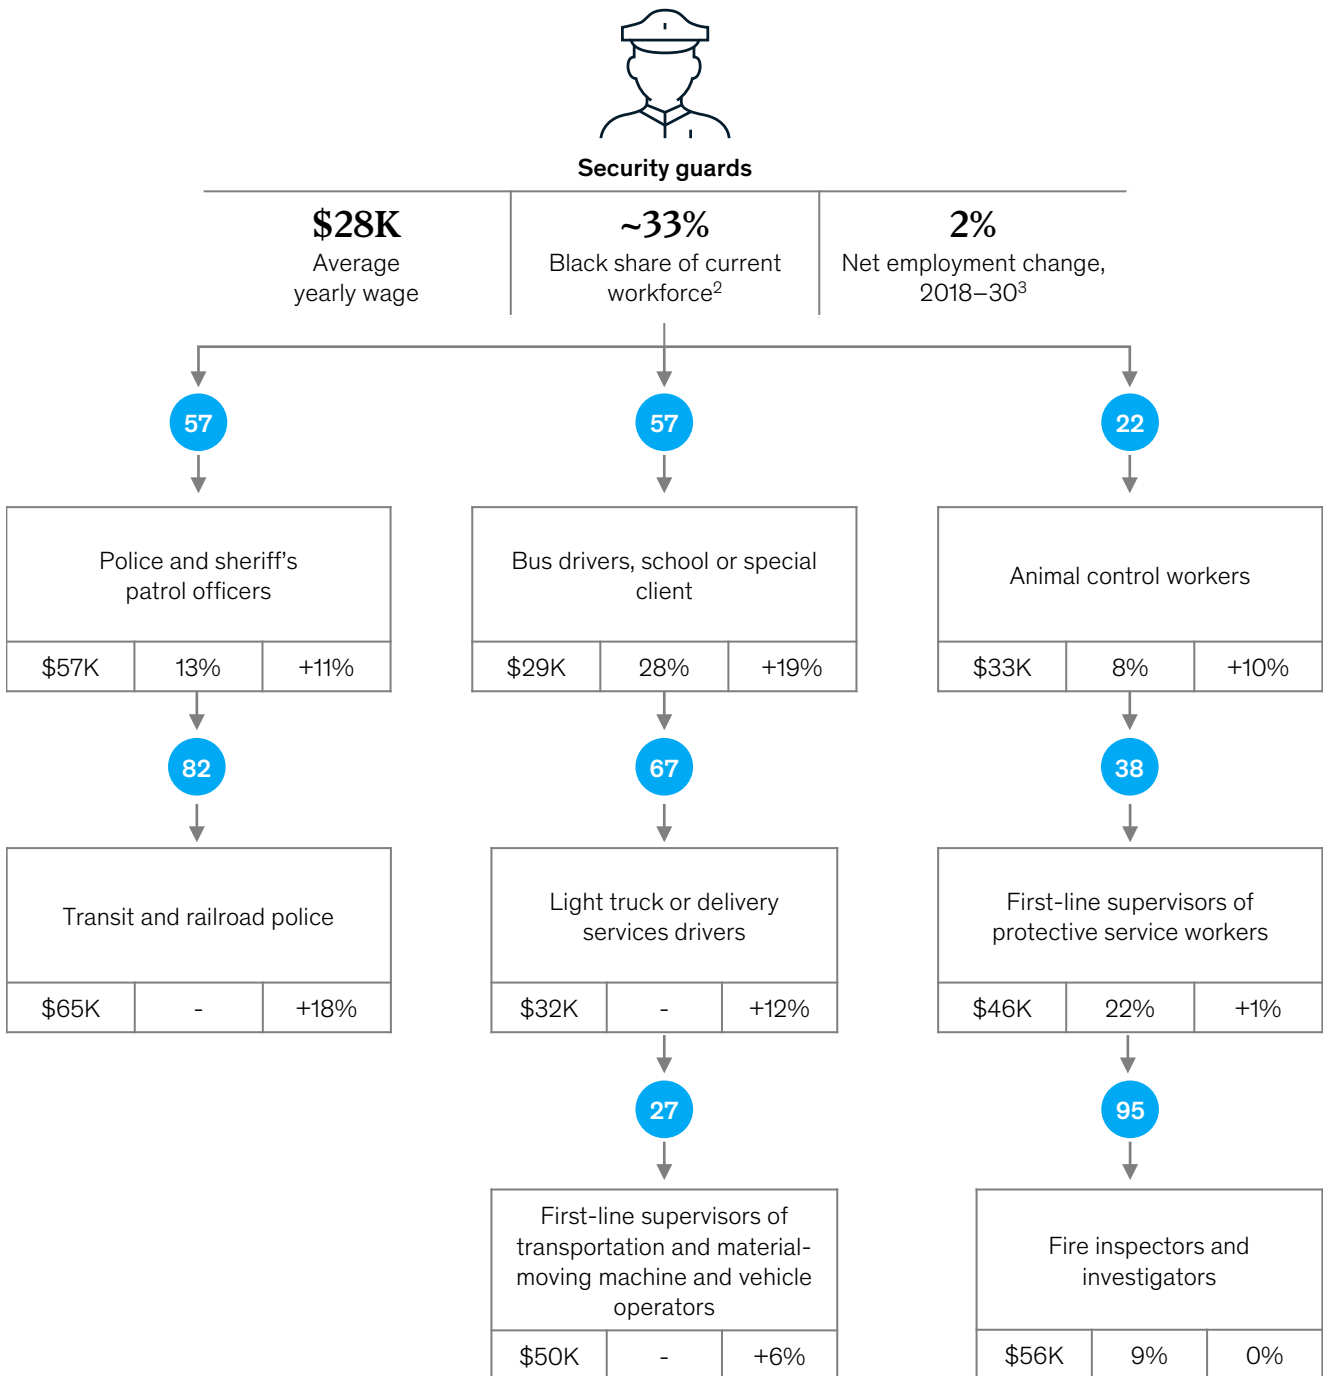 Security guards
$28K
Average
yearly wage
~33%
Black share of current
workforce²
2%
Net employment change,
2018–30³
57
57
22
Police and sheriff’s
patrol officers
$57K 13% +11%
Bus drivers, school or special
client
$29K 28% +19%
Animal control workers
$33K 8% +10%
82
67
38
Transit and railroad police
$65K - +18%
Light truck or delivery
services drivers
$32K - +12%
First-line supervisors of
protective service workers
$46K 22% +1%
27
95
First-line supervisors of
transportation and material-
moving machine and vehicle
operators
$50K - +6%
Fire inspectors and
investigators
$56K 9% 0%